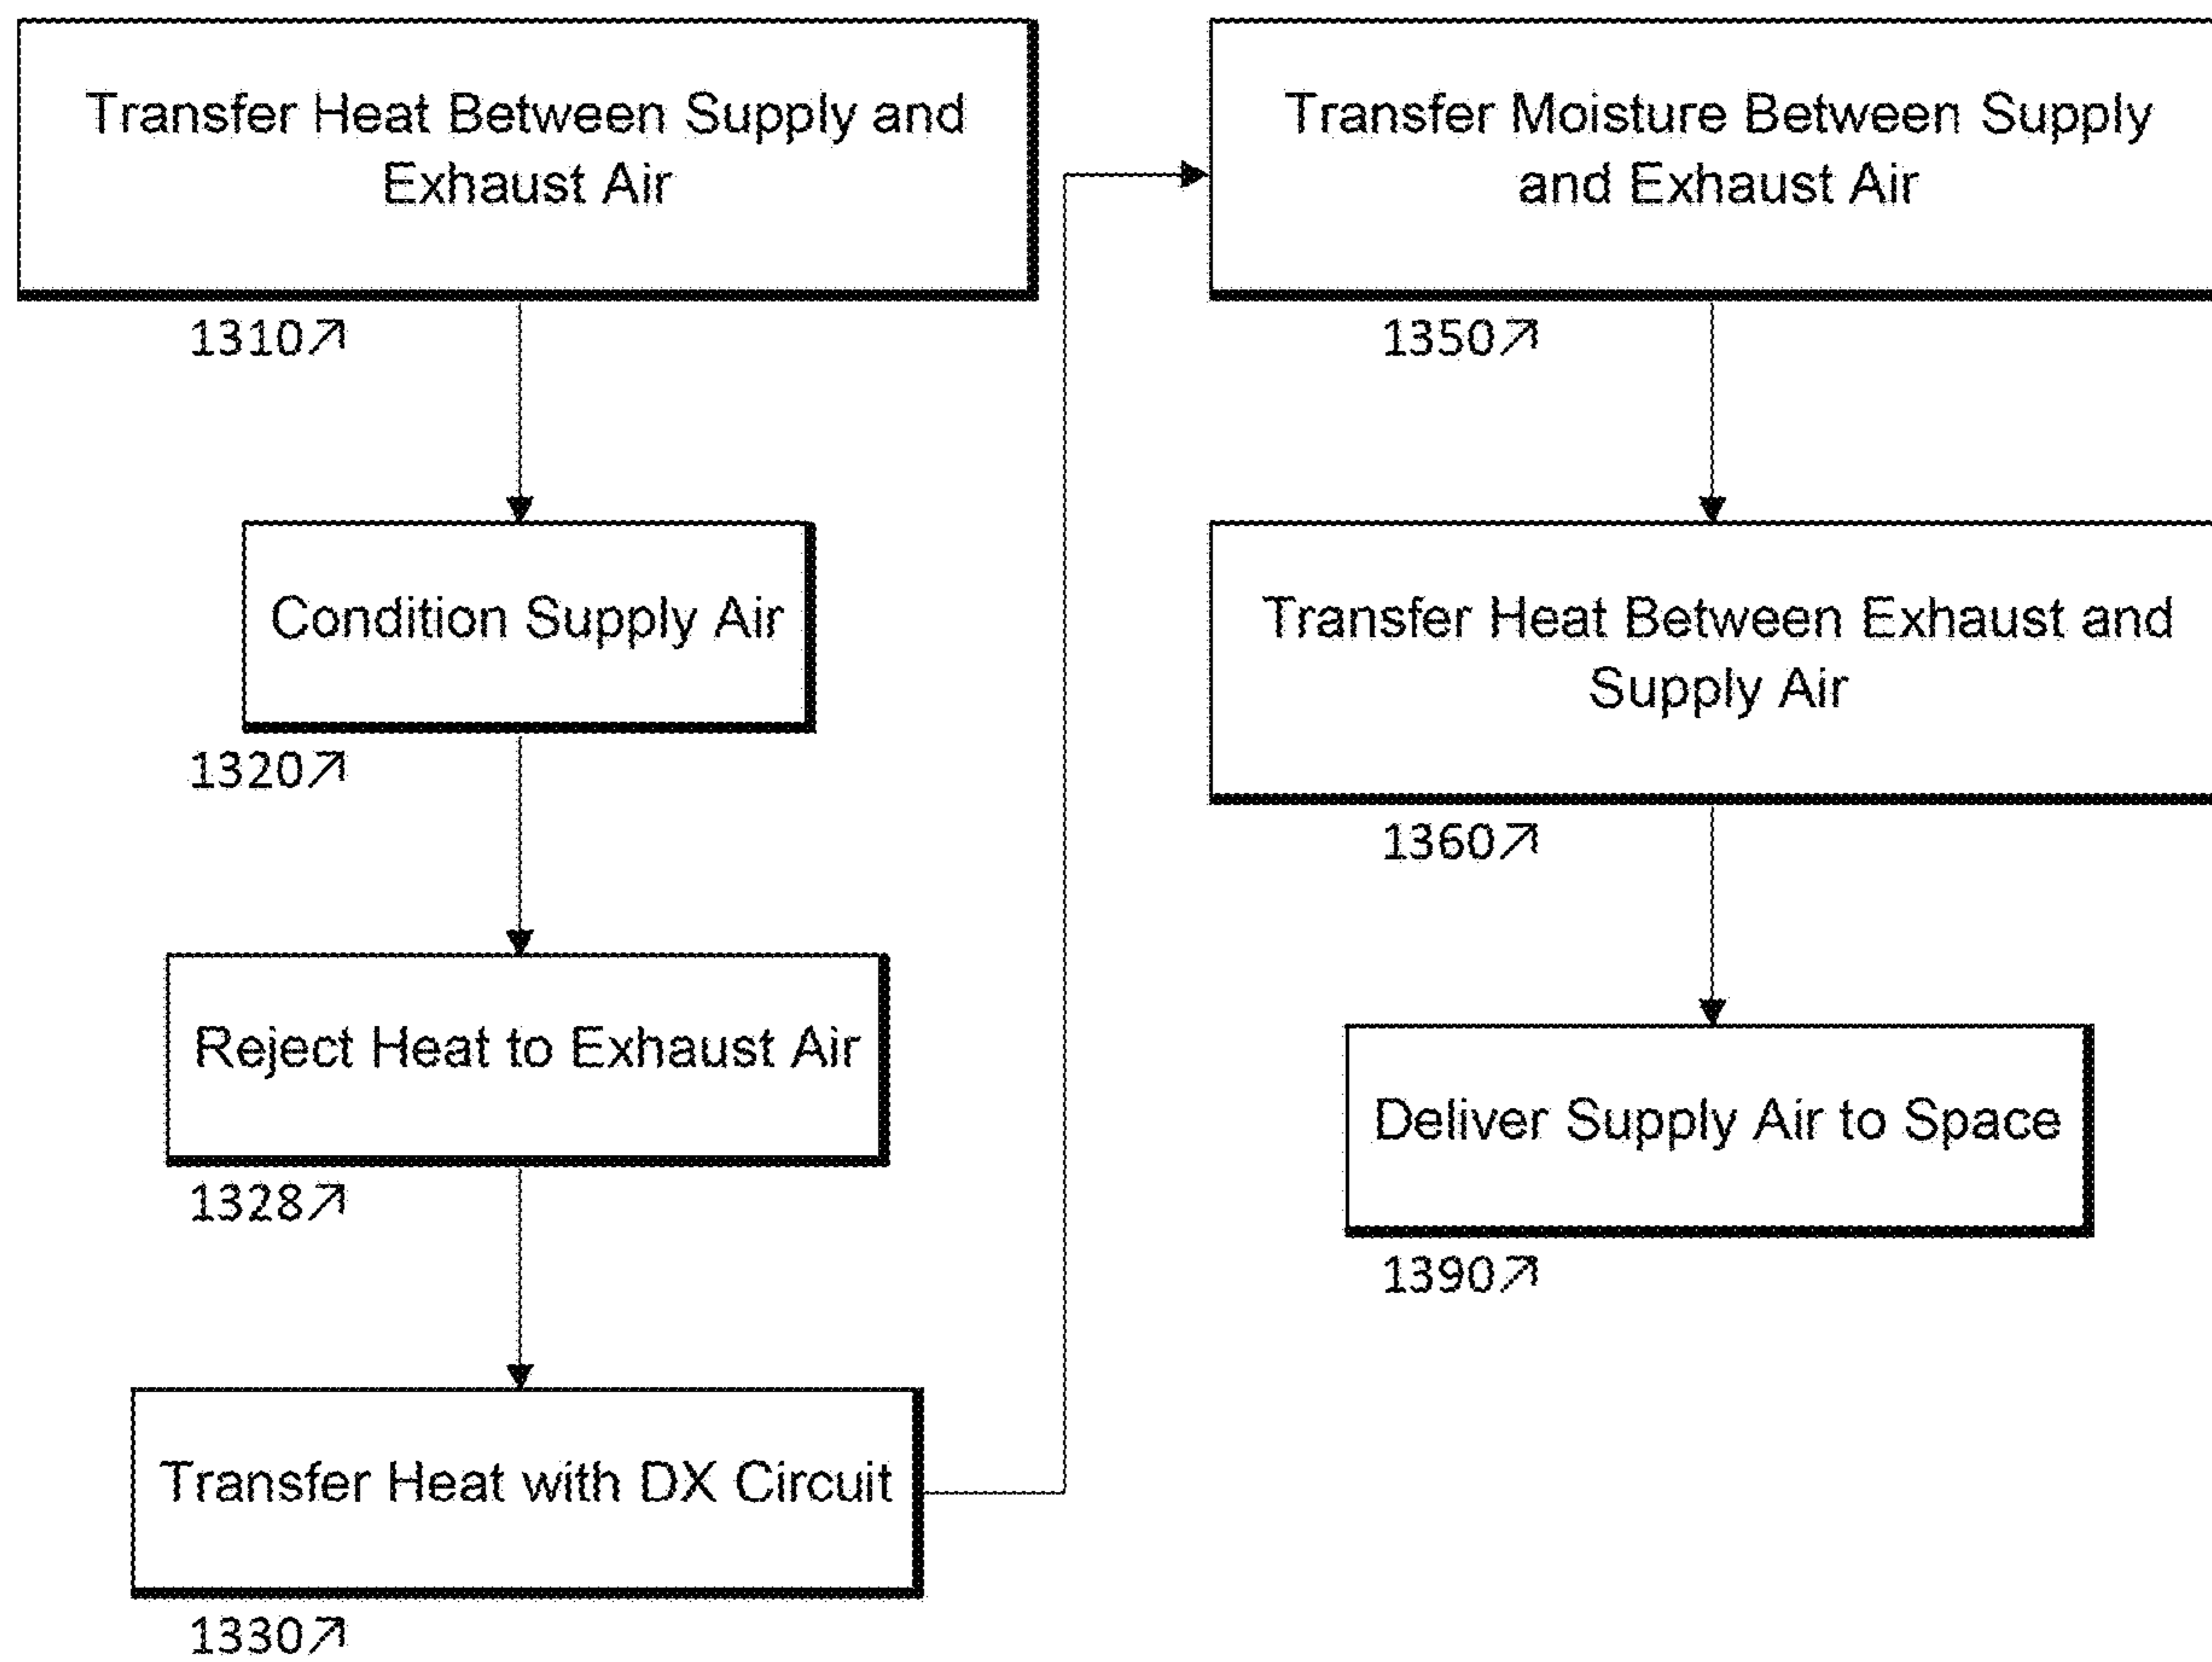 Transfer Heat Between Supply and
Exhaust Air
1310↗
Condition Supply Air
1320↗
Reject Heat to Exhaust Air
1328↗
Transfer Heat with DX Circuit
1330↗
Transfer Moisture Between Supply
and Exhaust Air
1350↗
Transfer Heat Between Exhaust and
Supply Air
1360↗
Deliver Supply Air to Space
1390↗